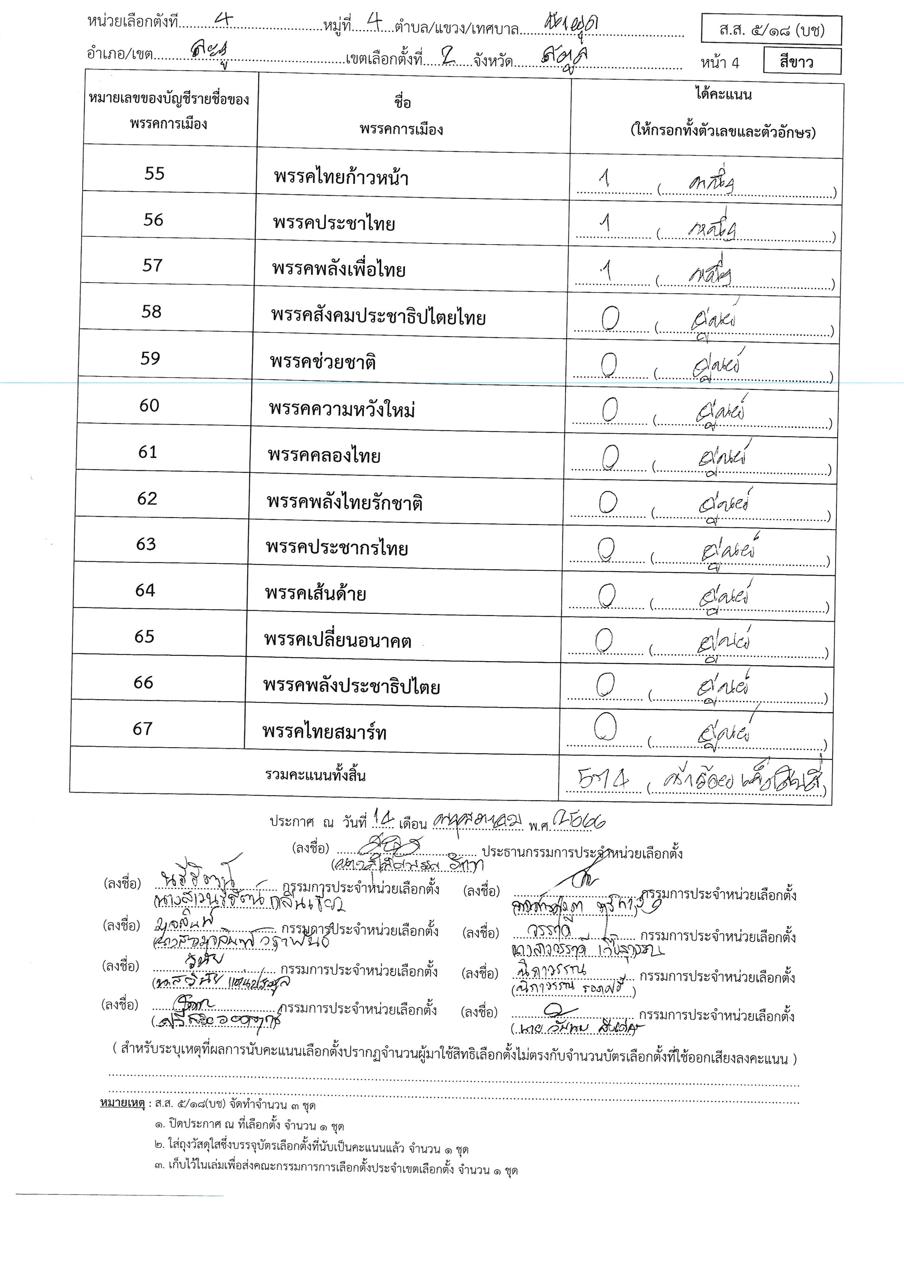 หน่วยเลือกตั้งที่ 4 หมู่ที่ 4 ตำบล/แขวง/เทศบาล ส.ส. ๕/๑๘ (บช)
อำเภอ/เขต ละงู เขตเลือกตั้งที่ 2 จังหวัด สตูล หน้า 4 สีขาว
หมายเลขของบัญชีรายชื่อของพรรคการเมือง ชื่อพรรคการเมือง ได้คะแนน (ให้กรอกทั้งตัวเลขและตัวอักษร)
55 พรรคไทยก้าวหน้า 1 (หนึ่ง)
56 พรรคประชาไทย 1 (หนึ่ง)
57 พรรคพลังเพื่อไทย 1 (หนึ่ง)
58 พรรคสังคมประชาธิปไตยไทย 0 (ศูนย์)
59 พรรคช่วยชาติ 0 (ศูนย์)
60 พรรคความหวังใหม่ 0 (ศูนย์)
61 พรรคคลองไทย 0 (ศูนย์)
62 พรรคพลังไทยรักชาติ 0 (ศูนย์)
63 พรรคประชากรไทย 0 (ศูนย์)
64 พรรคเส้นด้าย 0 (ศูนย์)
65 พรรคเปลี่ยนอนาคต 0 (ศูนย์)
66 พรรคพลังประชาธิปไตย 0 (ศูนย์)
67 พรรคไทยสมาร์ท 0 (ศูนย์)
รวมคะแนนทั้งสิ้น 574 (ห้าร้อยเจ็ดสิบสี่)
ประกาศ ณ วันที่ 14 เดือน พฤษภาคม พ.ศ. 2566
(ลงชื่อ) ประธานกรรมการประจำหน่วยเลือกตั้ง
(ลงชื่อ) กรรมการประจำหน่วยเลือกตั้ง (ลงชื่อ) กรรมการประจำหน่วยเลือกตั้ง
(ลงชื่อ) กรรมการประจำหน่วยเลือกตั้ง (ลงชื่อ) วรรณดี กรรมการประจำหน่วยเลือกตั้ง
(ลงชื่อ) วินัย กรรมการประจำหน่วยเลือกตั้ง (ลงชื่อ) นิภาวรรณ กรรมการประจำหน่วยเลือกตั้ง
(ลงชื่อ) กรรมการประจำหน่วยเลือกตั้ง (ลงชื่อ) กรรมการประจำหน่วยเลือกตั้ง
( สำหรับระบุเหตุที่ผลการนับคะแนนเลือกตั้งปรากฏจำนวนผู้มาใช้สิทธิเลือกตั้งไม่ตรงกับจำนวนบัตรเลือกตั้งที่ใช้ออกเสียงลงคะแนน )
หมายเหตุ : ส.ส. ๕/๑๘(บช) จัดทำจำนวน ๓ ชุด
๑. ปิดประกาศ ณ ที่เลือกตั้ง จำนวน ๑ ชุด
๒. ใส่ถุงวัสดุใสซึ่งบรรจุบัตรเลือกตั้งที่นับเป็นคะแนนแล้ว จำนวน ๑ ชุด
๓. เก็บไว้ในเล่มเพื่อส่งคณะกรรมการการเลือกตั้งประจำเขตเลือกตั้ง จำนวน ๑ ชุด